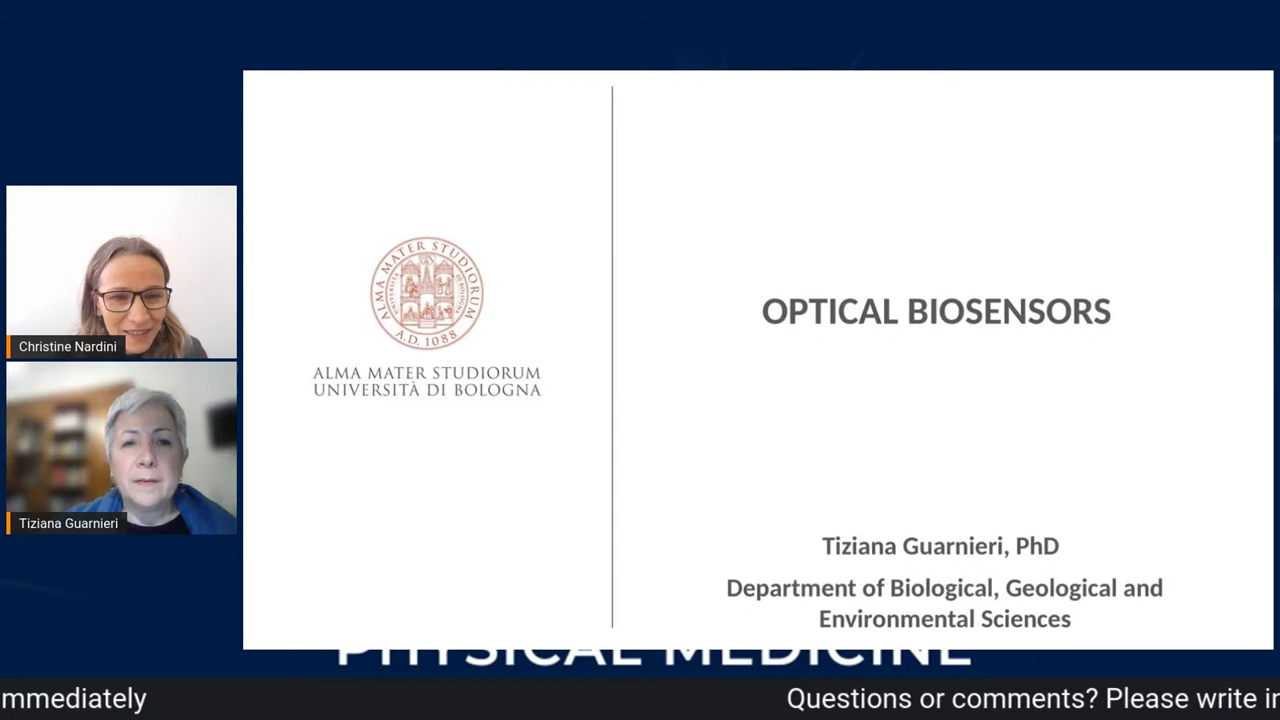 Christine Nardini
Tiziana Guarnieri
ALMA MATER STUDIORUM
A.D. 1088
ALMA MATER STUDIORUM
UNIVERSITÀ DI BOLOGNA
OPTICAL BIOSENSORS
Tiziana Guarnieri, PhD
Department of Biological, Geological and
Environmental Sciences
PHYSICAL MEDICINE
mmediately
Questions or comments? Please write in